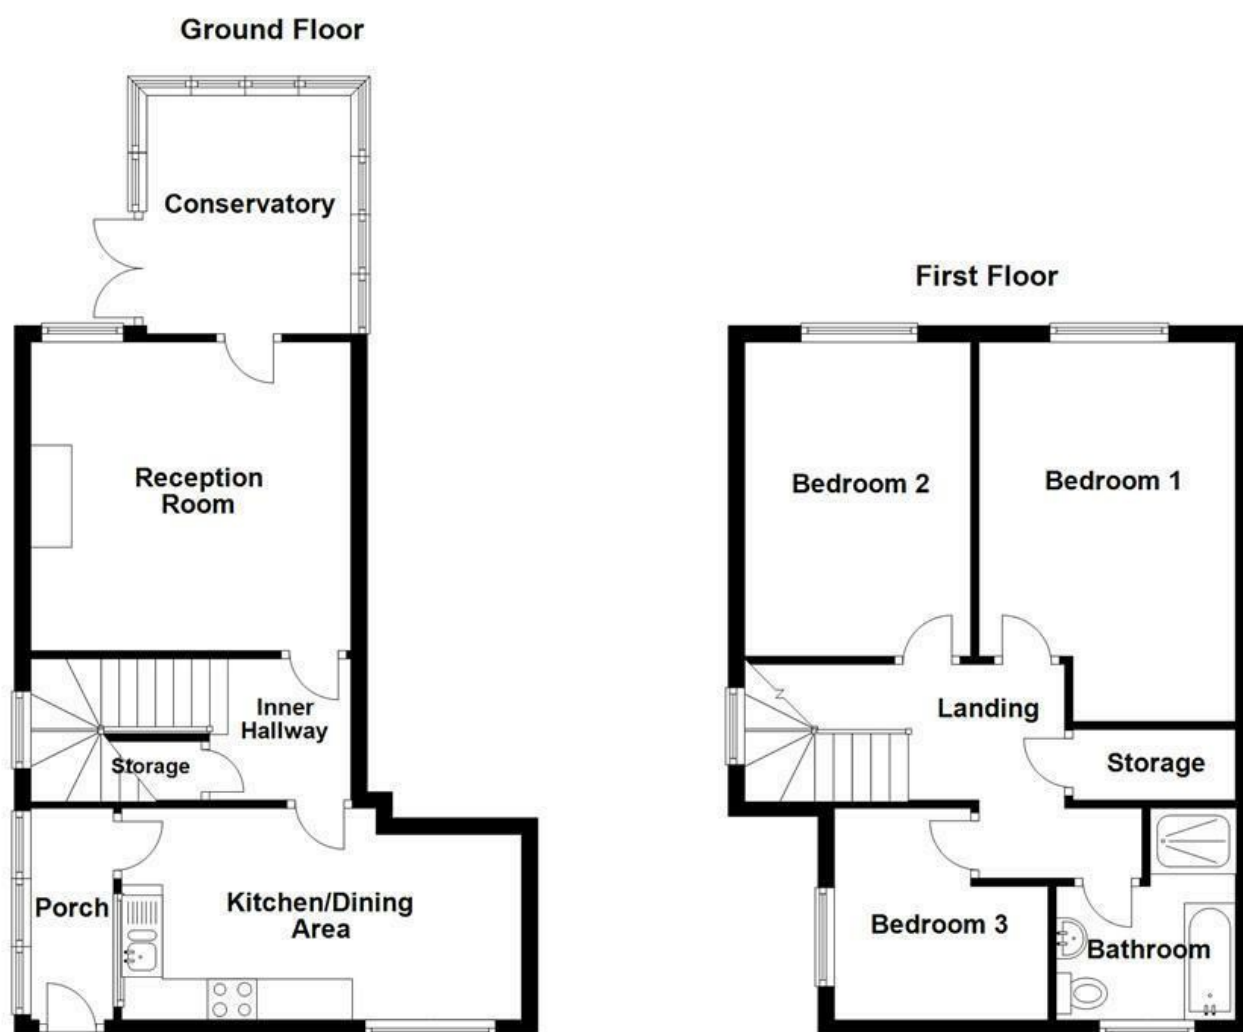 Ground Floor
Conservatory
Reception
Room
Inner
Hallway
Storage
Porch
Kitchen/Dining
Area
First Floor
Bedroom 2
Bedroom 1
Landing
Storage
Bedroom 3
Bathroom